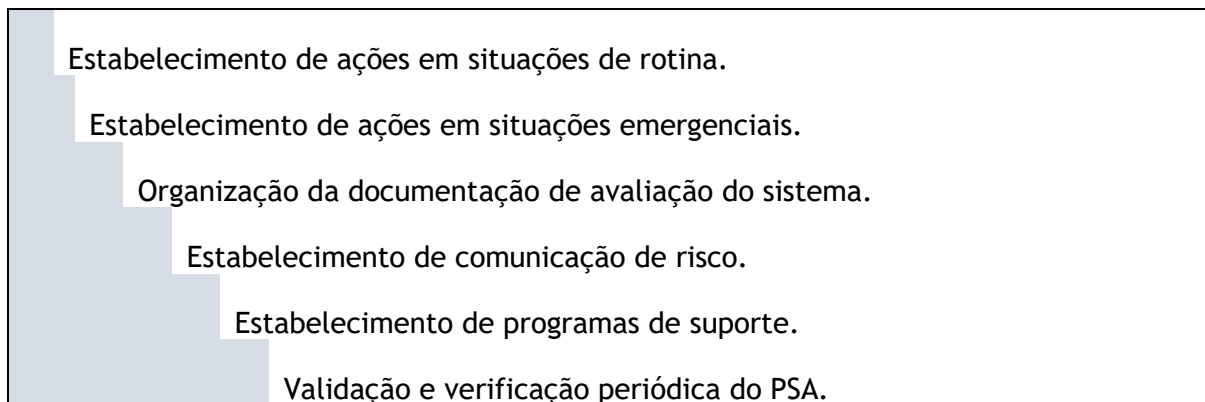 Estabelecimento de ações em situações de rotina.
Estabelecimento de ações em situações emergenciais.
Organização da documentação de avaliação do sistema.
Estabelecimento de comunicação de risco.
Estabelecimento de programas de suporte.
Validação e verificação periódica do PSA.